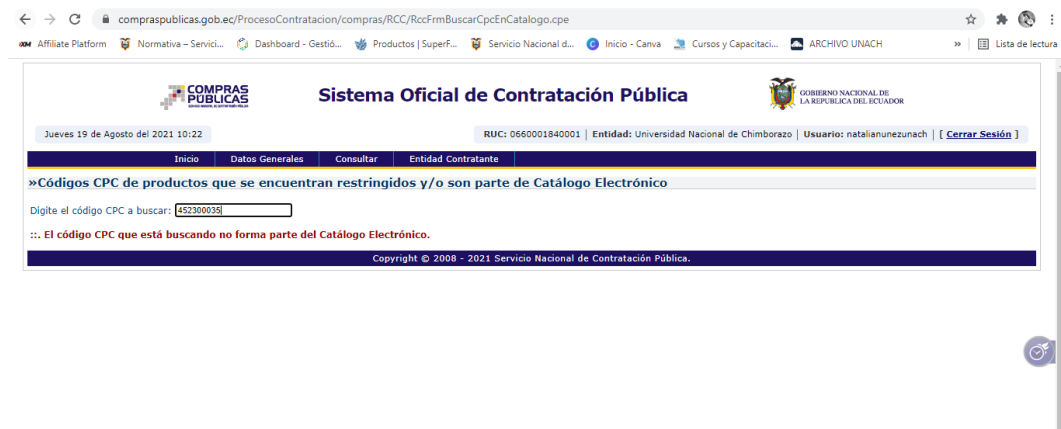 compraspublicas.gob.ec/ProcesoContratacion/compras/RCC/RccFrmBuscarCpcEnCatalogo.cpe
Affiliate Platform Normativa – Servici... Dashboard - Gestió... Productos | SuperF... Servicio Nacional d... Inicio - Canva Cursos y Capacitaci... ARCHIVO UNACH » Lista de lectura
COMPRAS
PÚBLICAS
Sistema Oficial de Contratación Pública
GOBIERNO NACIONAL DE
LA REPUBLICA DEL ECUADOR
Jueves 19 de Agosto del 2021 10:22 RUC: 0660001840001 | Entidad: Universidad Nacional de Chimborazo | Usuario: natalianunezunach | [ Cerrar Sesión ]
Inicio Datos Generales Consultar Entidad Contratante
»Códigos CPC de productos que se encuentran restringidos y/o son parte de Catálogo Electrónico
Digite el código CPC a buscar: 452300035
::. El código CPC que está buscando no forma parte del Catálogo Electrónico.
Copyright © 2008 - 2021 Servicio Nacional de Contratación Pública.